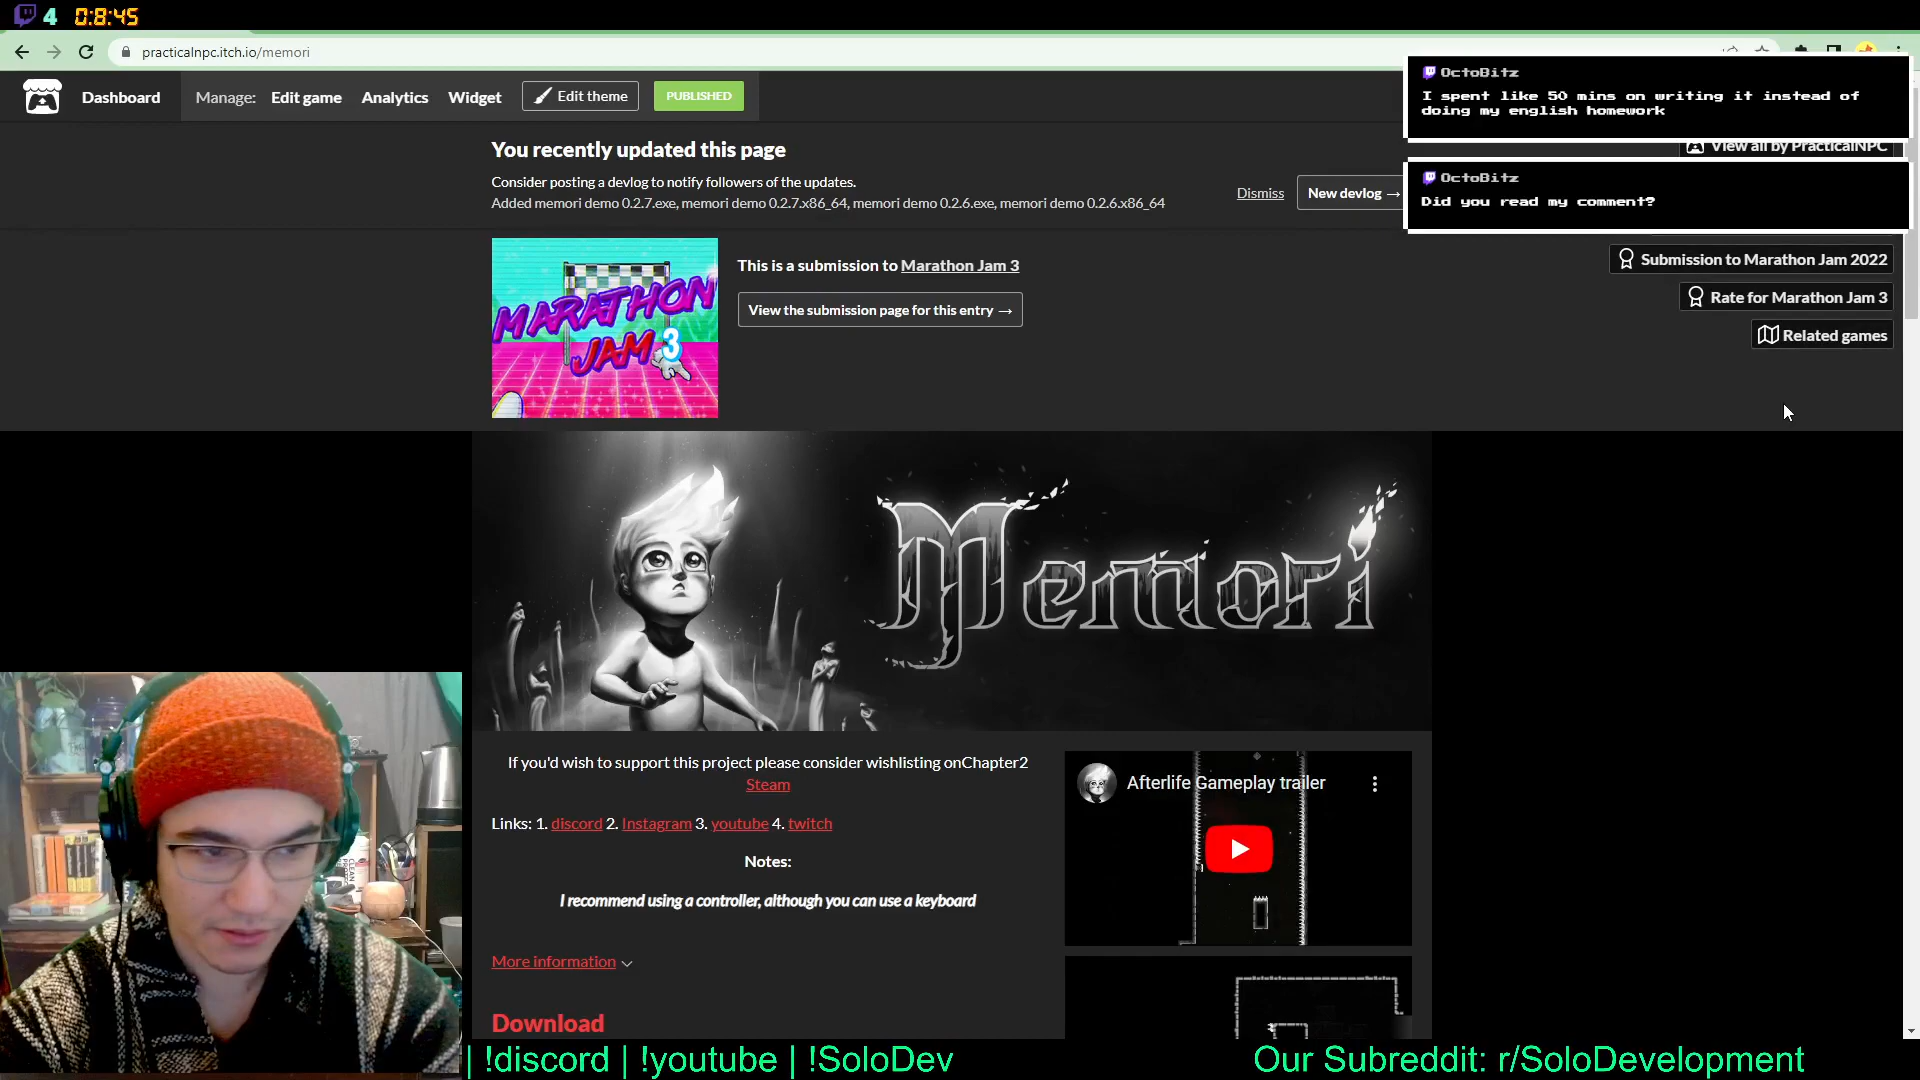 4 0:8:45
practicalnpc.itch.io/memori
Dashboard Manage: Edit game Analytics Widget Edit theme PUBLISHED
OctoBitz
I spent like 50 mins on writing it instead of
doing my english homework
View all by PracticalNPC
OctoBitz
Did you read my comment?
You recently updated this page
Consider posting a devlog to notify followers of the updates.
Added memori demo 0.2.7.exe, memori demo 0.2.7.x86_64, memori demo 0.2.6.exe, memori demo 0.2.6.x86_64
Dismiss New devlog →
Submission to Marathon Jam 2022
Rate for Marathon Jam 3
Related games
MARATHON
JAM 3
This is a submission to Marathon Jam 3
View the submission page for this entry →
Memori
If you'd wish to support this project please consider wishlisting onChapter2
Steam
Links: 1. discord 2. Instagram 3. youtube 4. twitch
Notes:
I recommend using a controller, although you can use a keyboard
More information
Download
Afterlife Gameplay trailer
| !discord | !youtube | !SoloDev
Our Subreddit: r/SoloDevelopment